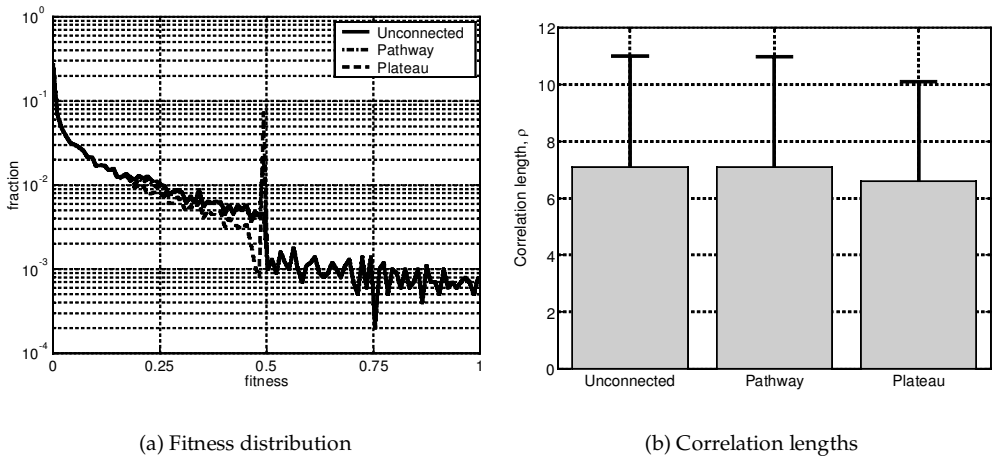 10^0
10^-1
10^-2
10^-3
10^-4
fraction
0
0.25
0.5
0.75
1
fitness
Unconnected
Pathway
Plateau
(a) Fitness distribution
12
10
8
6
4
2
0
Correlation length, ρ
Unconnected
Pathway
Plateau
(b) Correlation lengths